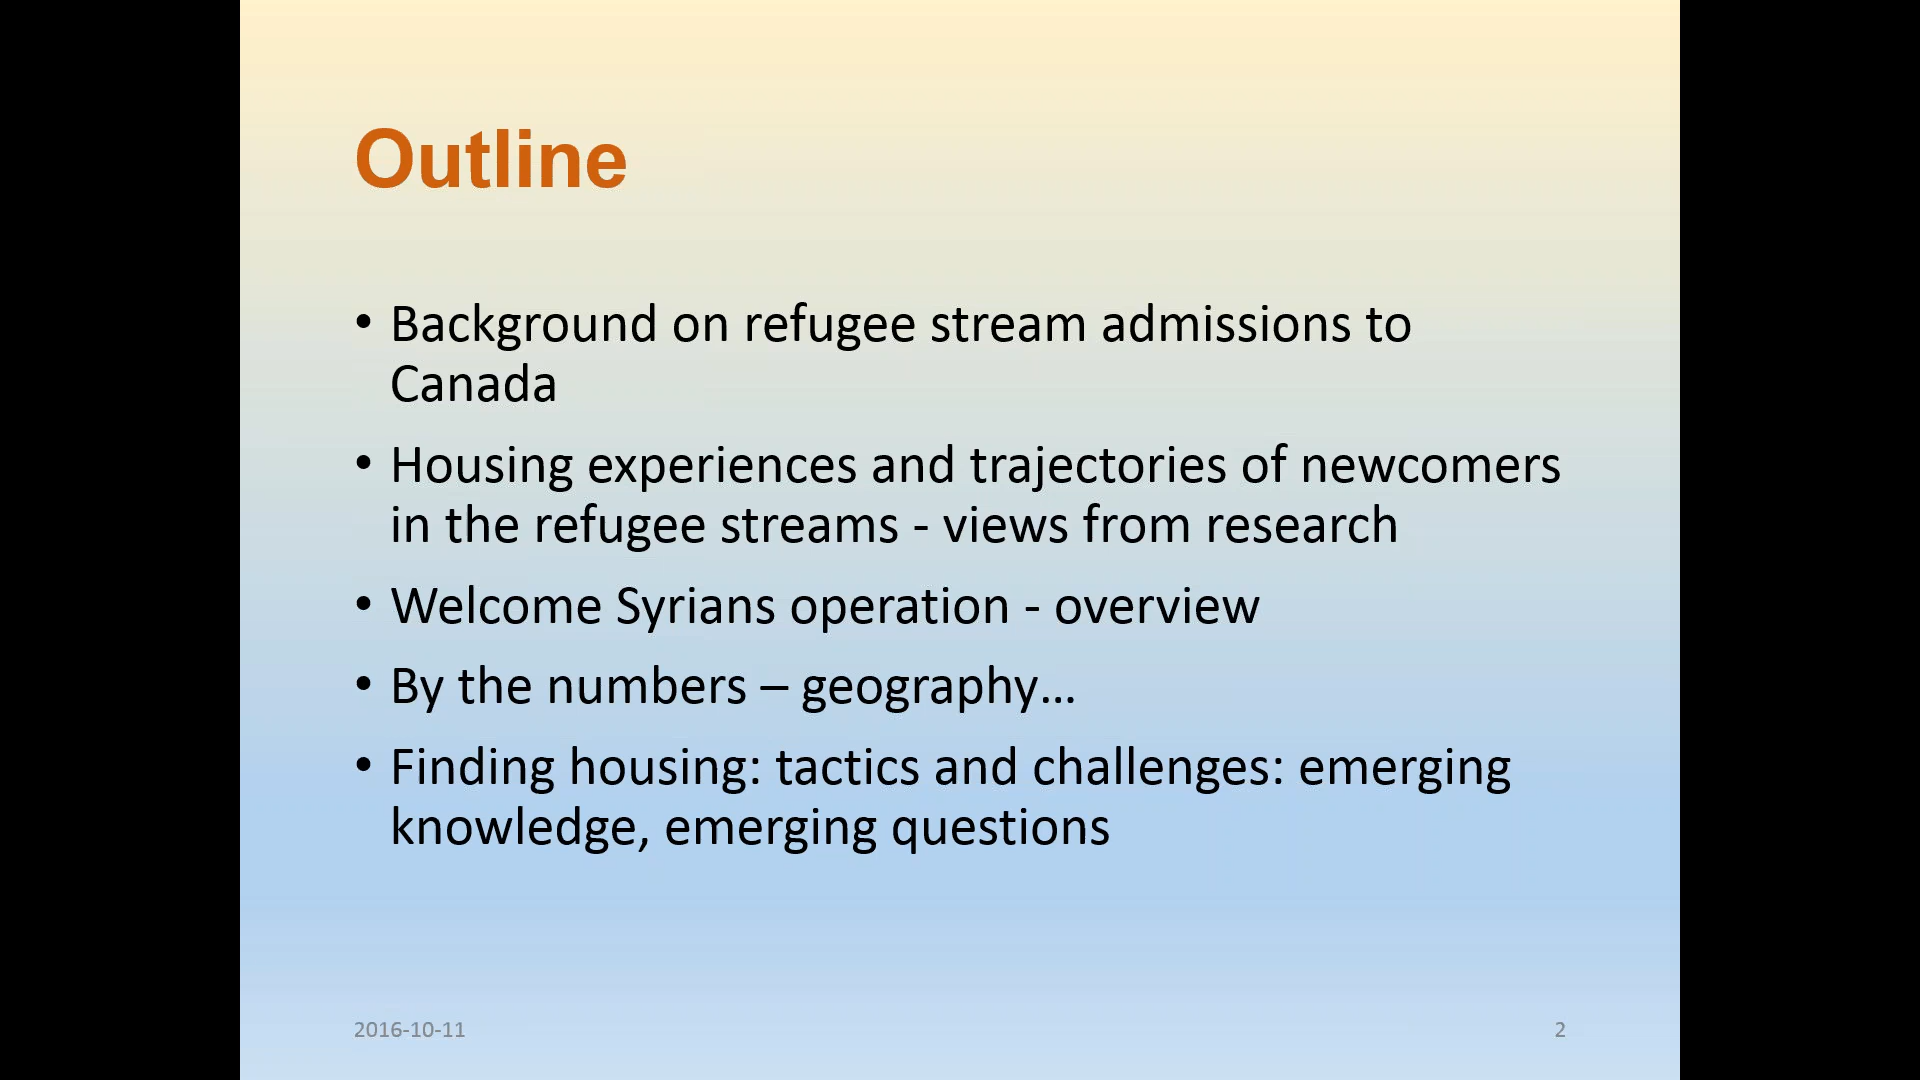 Outline
• Background on refugee stream admissions to
Canada
• Housing experiences and trajectories of newcomers
in the refugee streams - views from research
• Welcome Syrians operation - overview
• By the numbers – geography…
• Finding housing: tactics and challenges: emerging
knowledge, emerging questions
2016-10-11
2